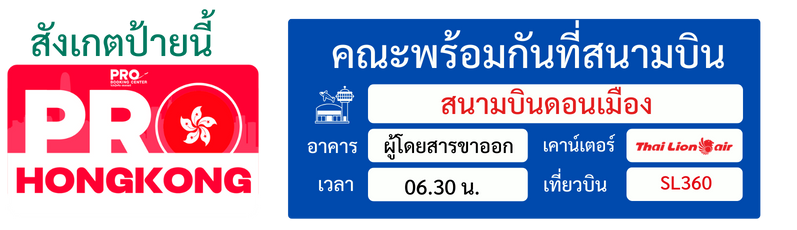 สังเกตป้ายนี้
PRO
BOOKING CENTER
PRO
HONGKONG
คณะพร้อมกันที่สนามบิน
สนามบินดอนเมือง
อาคาร ผู้โดยสารขาออก เคาน์เตอร์ Thai Lion air
เวลา 06.30 น. เที่ยวบิน SL360